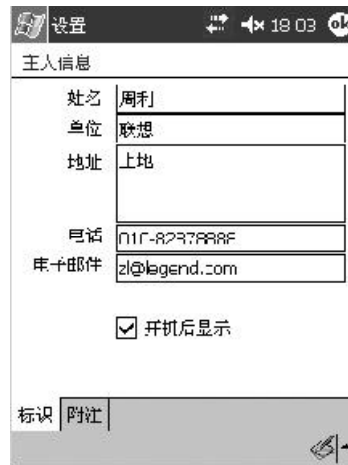 设置 18:03 ok
主人信息
姓名 周利
单位 联想
地址 上地
电话
电子邮件 zl@legend.com
开机后显示
标识 附注